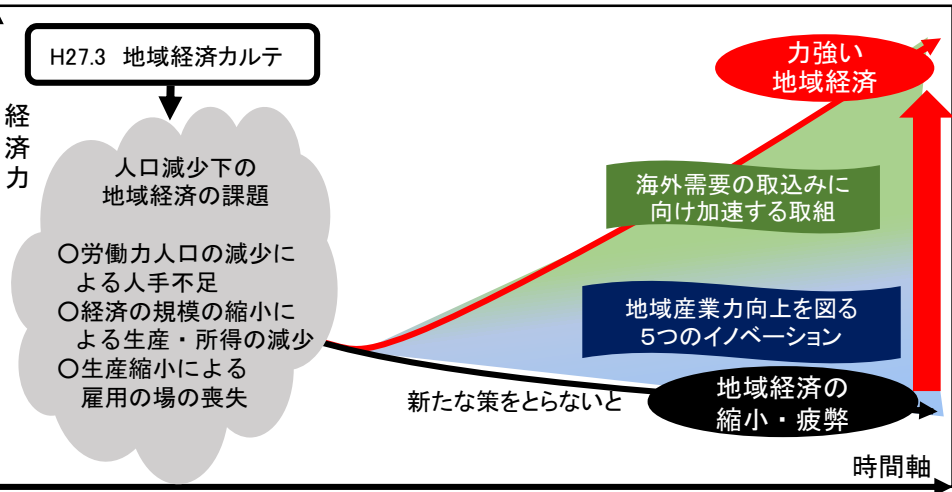 H27.3 地域経済カルテ
経済力
人口減少下の
地域経済の課題
○労働力人口の減少に
よる人手不足
○経済の規模の縮小に
よる生産・所得の減少
○生産縮小による
雇用の場の喪失
力強い
地域経済
海外需要の取込みに
向け加速する取組
地域産業力向上を図る
５つのイノベーション
新たな策をとらないと
地域経済の
縮小・疲弊
時間軸